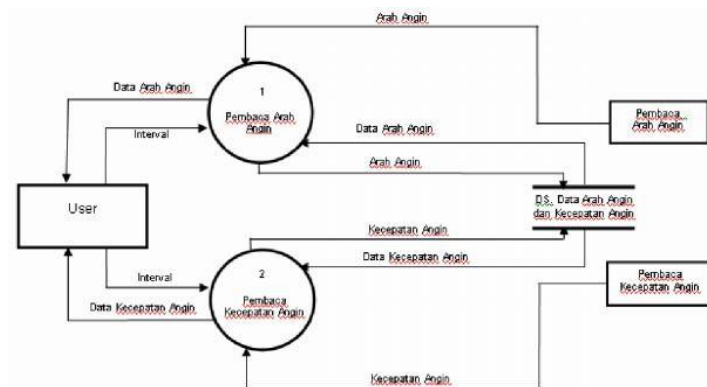 Arah Angin
Data Arah Angin
1
Pembaca Arah
Angin
Interval
Data Arah Angin
Arah Angin
Pembaca
Arah Angin
User
D.S. Data Arah Angin
dan Kecepatan Angin
Kecepatan Angin
Data Kecepatan Angin
Interval
2
Pembaca
Kecepatan Angin
Data Kecepatan Angin
Pembaca
Kecepatan Angin
Kecepatan Angin